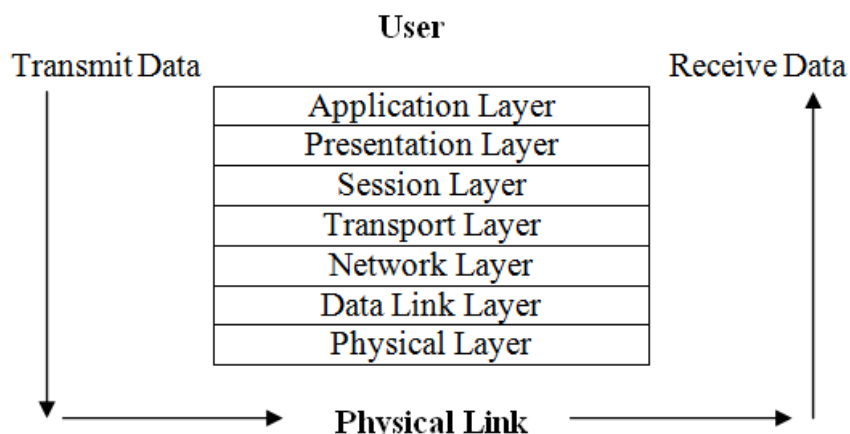 User
Transmit Data
Receive Data
Application Layer
Presentation Layer
Session Layer
Transport Layer
Network Layer
Data Link Layer
Physical Layer
Physical Link